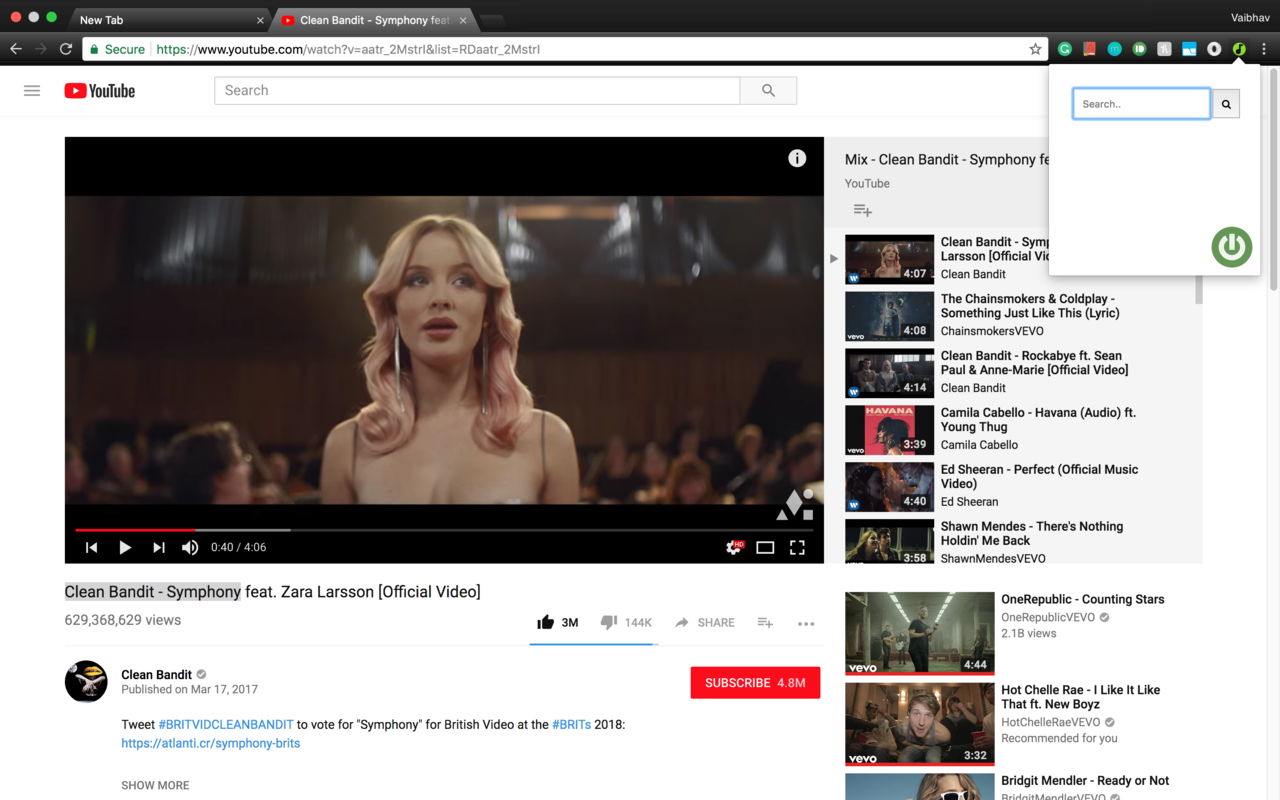 New Tab
Clean Bandit - Symphony feat
Vaibhav
Secure
https://www.youtube.com/watch?v=aatr_2MstrI&list=RDaatr_2MstrI
YouTube
Search
Search..
Mix - Clean Bandit - Symphony fe
YouTube
Clean Bandit - Sym
Larsson [Official Vi
Clean Bandit
4:07
The Chainsmokers & Coldplay -
Something Just Like This (Lyric)
ChainsmokersVEVO
vevo
4:08
Clean Bandit - Rockabye ft. Sean
Paul & Anne-Marie [Official Video]
Clean Bandit
4:14
HAVANA
Camila Cabello - Havana (Audio) ft.
Young Thug
Camila Cabello
vevo
3:39
Ed Sheeran - Perfect (Official Music
Video)
Ed Sheeran
4:40
Shawn Mendes - There's Nothing
Holdin' Me Back
ShawnMendesVEVO
vevo
3:58
0:40 / 4:06
HD
Clean Bandit - Symphony feat. Zara Larsson [Official Video]
629,368,629 views
3M
144K
SHARE
Clean Bandit
Published on Mar 17, 2017
SUBSCRIBE 4.8M
Tweet #BRITVIDCLEANBANDIT to vote for "Symphony" for British Video at the #BRITs 2018:
https://atlanti.cr/symphony-brits
SHOW MORE
OneRepublic - Counting Stars
OneRepublicVEVO
2.1B views
vevo
4:44
Hot Chelle Rae - I Like It Like
That ft. New Boyz
HotChelleRaeVEVO
Recommended for you
vevo
3:32
Bridgit Mendler - Ready or Not
BridgitMendlerVEVO